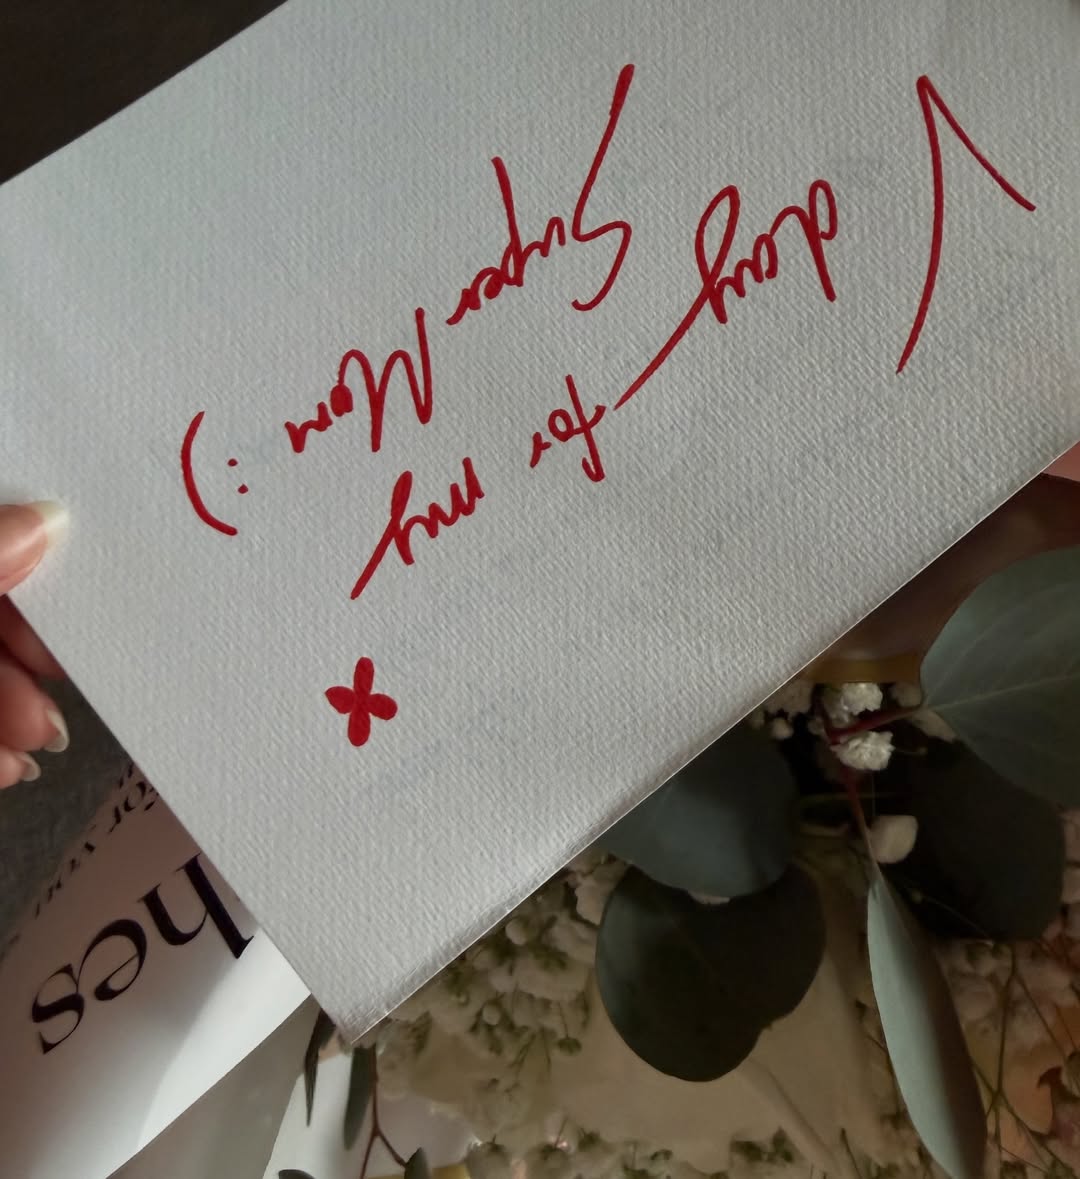 V day for my
Super Mom :)
hes